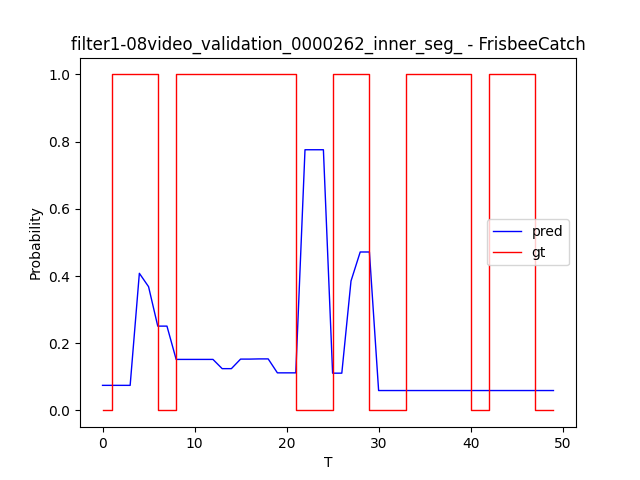 filter1-08video_validation_0000262_inner_seg_ - FrisbeeCatch
1.0
0.8
0.6
0.4
0.2
0.0
Probability
pred
gt
0 10 20 30 40 50
T